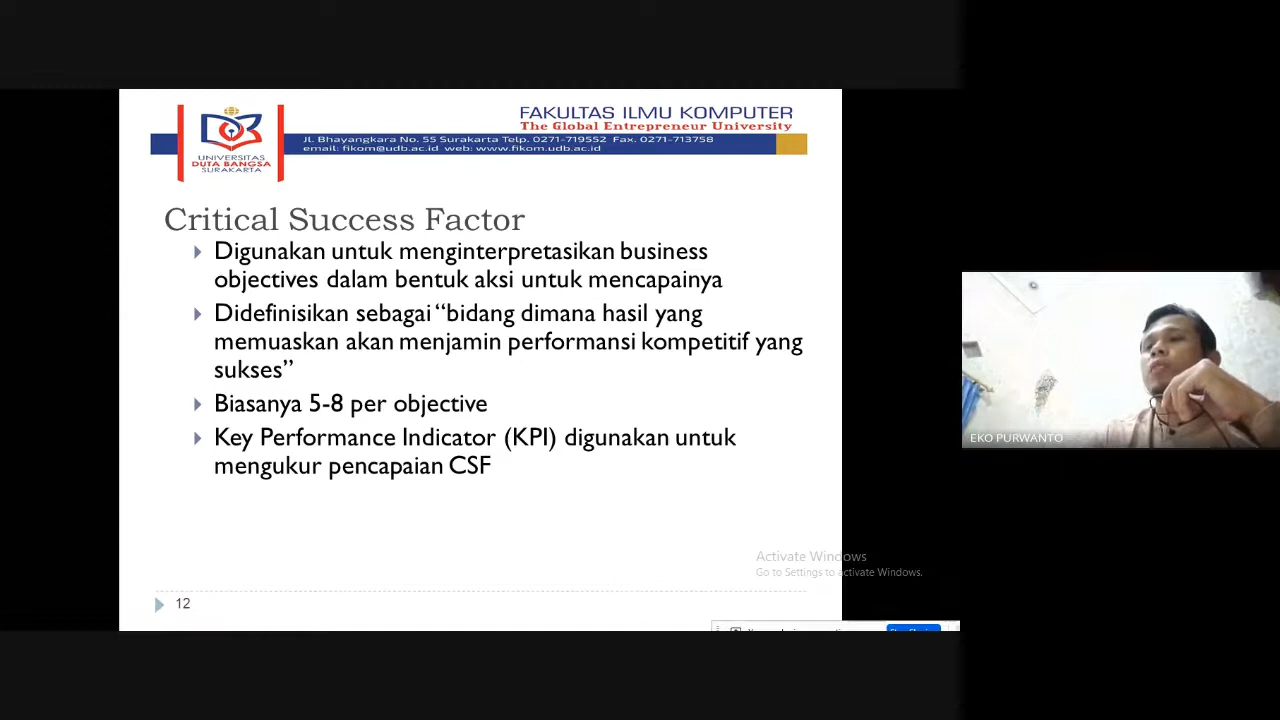 FAKULTAS ILMU KOMPUTER
The Global Entrepreneur University
Jl. Bhayangkara No. 55 Surakarta Telp. 0271-719552 Fax. 0271-713758
email: fikom@udb.ac.id web: www.fikom.udb.ac.id
UNIVERSITAS
DUTA BANGSA
SURAKARTA
Critical Success Factor
Digunakan untuk menginterpretasikan business
objectives dalam bentuk aksi untuk mencapainya
Didefinisikan sebagai “bidang dimana hasil yang
memuaskan akan menjamin performansi kompetitif yang
sukses”
Biasanya 5-8 per objective
Key Performance Indicator (KPI) digunakan untuk
mengukur pencapaian CSF
EKO PURWANTO
Activate Windows
Go to Settings to activate Windows.
12